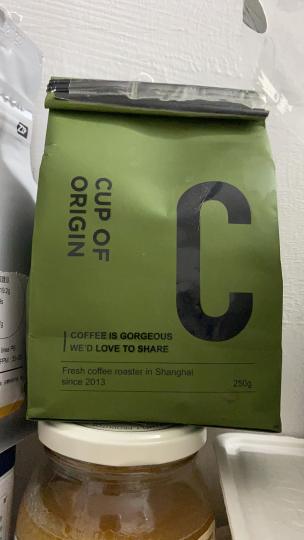 CUP OF
ORIGIN
C
COFFEE IS GORGEOUS
WE'D LOVE TO SHARE
Fresh coffee roaster in Shanghai
since 2013
250g